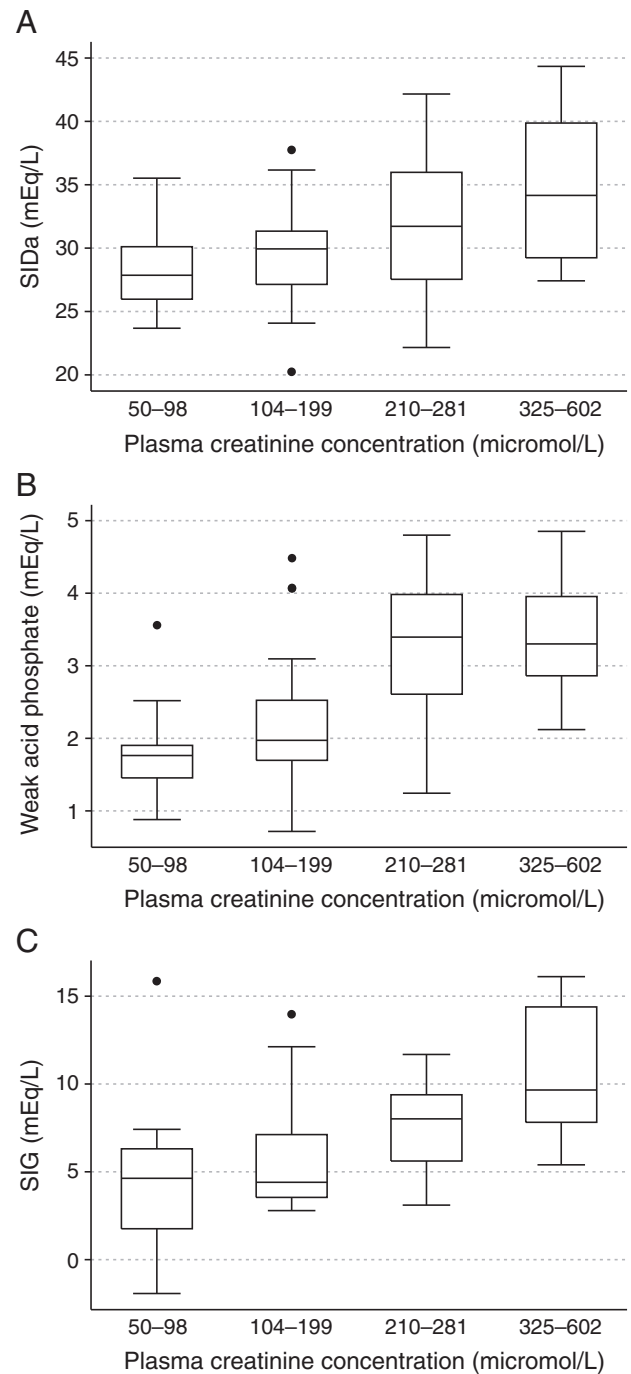 A
SIDa (mEq/L)
45
40
35
30
25
20
50–98 104–199 210–281 325–602
Plasma creatinine concentration (micromol/L)
B
Weak acid phosphate (mEq/L)
5
4
3
2
1
50–98 104–199 210–281 325–602
Plasma creatinine concentration (micromol/L)
C
SIG (mEq/L)
15
10
5
0
50–98 104–199 210–281 325–602
Plasma creatinine concentration (micromol/L)